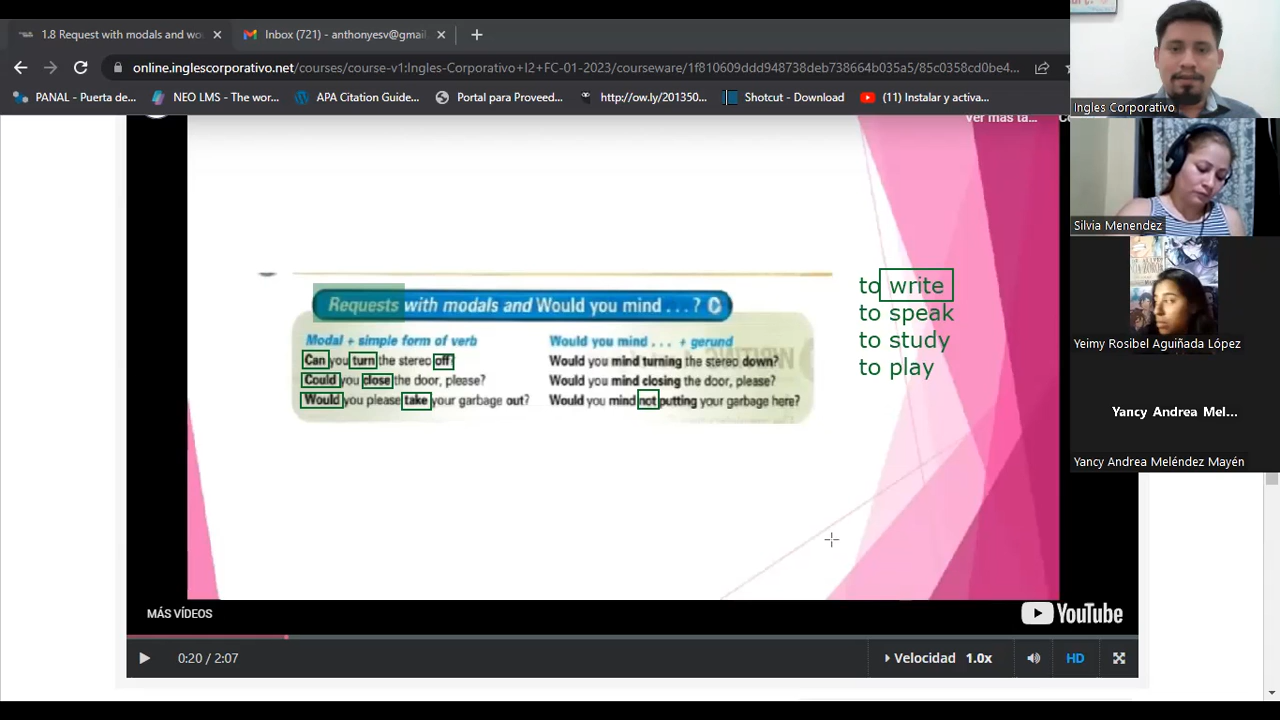 1.8 Request with modals and wo
Inbox (721) - anthonyesv@gmail.
online.inglescorporativo.net/courses/course-v1:Ingles-Corporativo+I2+FC-01-2023/courseware/1f810609ddd948738deb738664b035a5/85c0358cd0be4...
PANAL - Puerta de...
NEO LMS - The wor...
APA Citation Guide...
Portal para Proveed...
http://ow.ly/201350...
Shotcut - Download
(11) Instalar y activa...
Ver más ta...
Requests with modals and Would you mind . . . ?
Modal + simple form of verb
Can you turn the stereo off?
Could you close the door, please?
Would you please take your garbage out?
Would you mind . . . + gerund
Would you mind turning the stereo down?
Would you mind closing the door, please?
Would you mind not putting your garbage here?
to write
to speak
to study
to play
MÁS VÍDEOS
YouTube
0:20 / 2:07
Velocidad 1.0x
HD
Ingles Corporativo
Silvia Menendez
Yeimy Rosibel Aguiñada López
Yancy Andrea Mel...
Yancy Andrea Meléndez Mayén